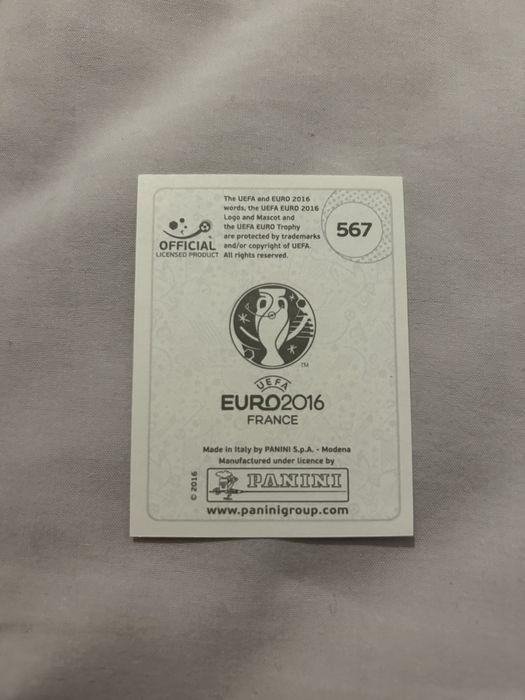 The UEFA and EURO 2016
words, the UEFA EURO 2016
Logo and Mascot and
the UEFA EURO Trophy
are protected by trademarks
and/or copyright of UEFA.
All rights reserved.
OFFICIAL
LICENSED PRODUCT
567
TM
UEFA
EURO2016
FRANCE
Made in Italy by PANINI S.p.A. - Modena
Manufactured under licence by
© 2016
PANINI
www.paninigroup.com